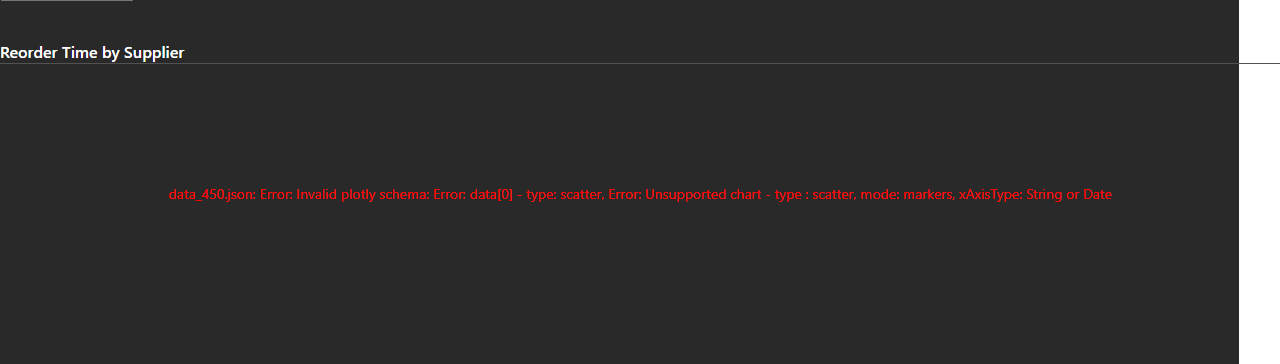 Reorder Time by Supplier
data_450.json: Error: Invalid plotly schema: Error: data[0] - type: scatter, Error: Unsupported chart - type : scatter, mode: markers, xAxisType: String or Date